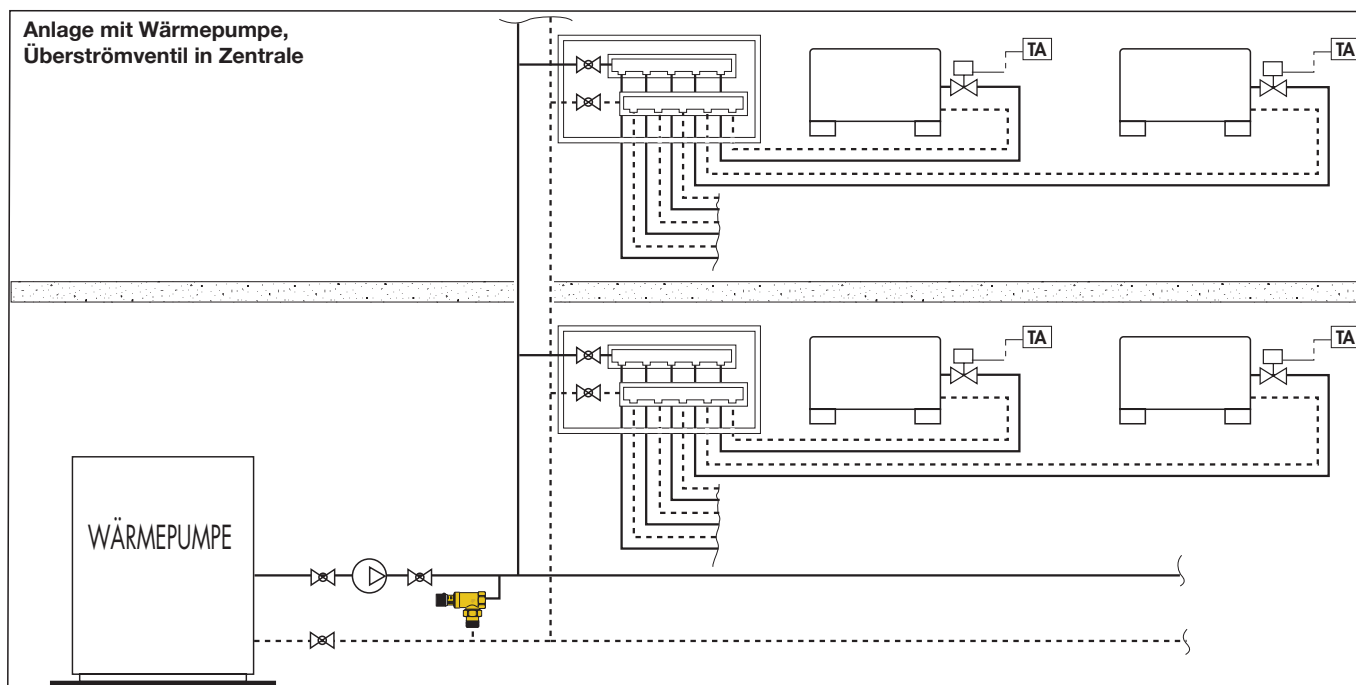 Anlage mit Wärmepumpe,
Überströmventil in Zentrale
TA
TA
TA
TA
WÄRMEPUMPE